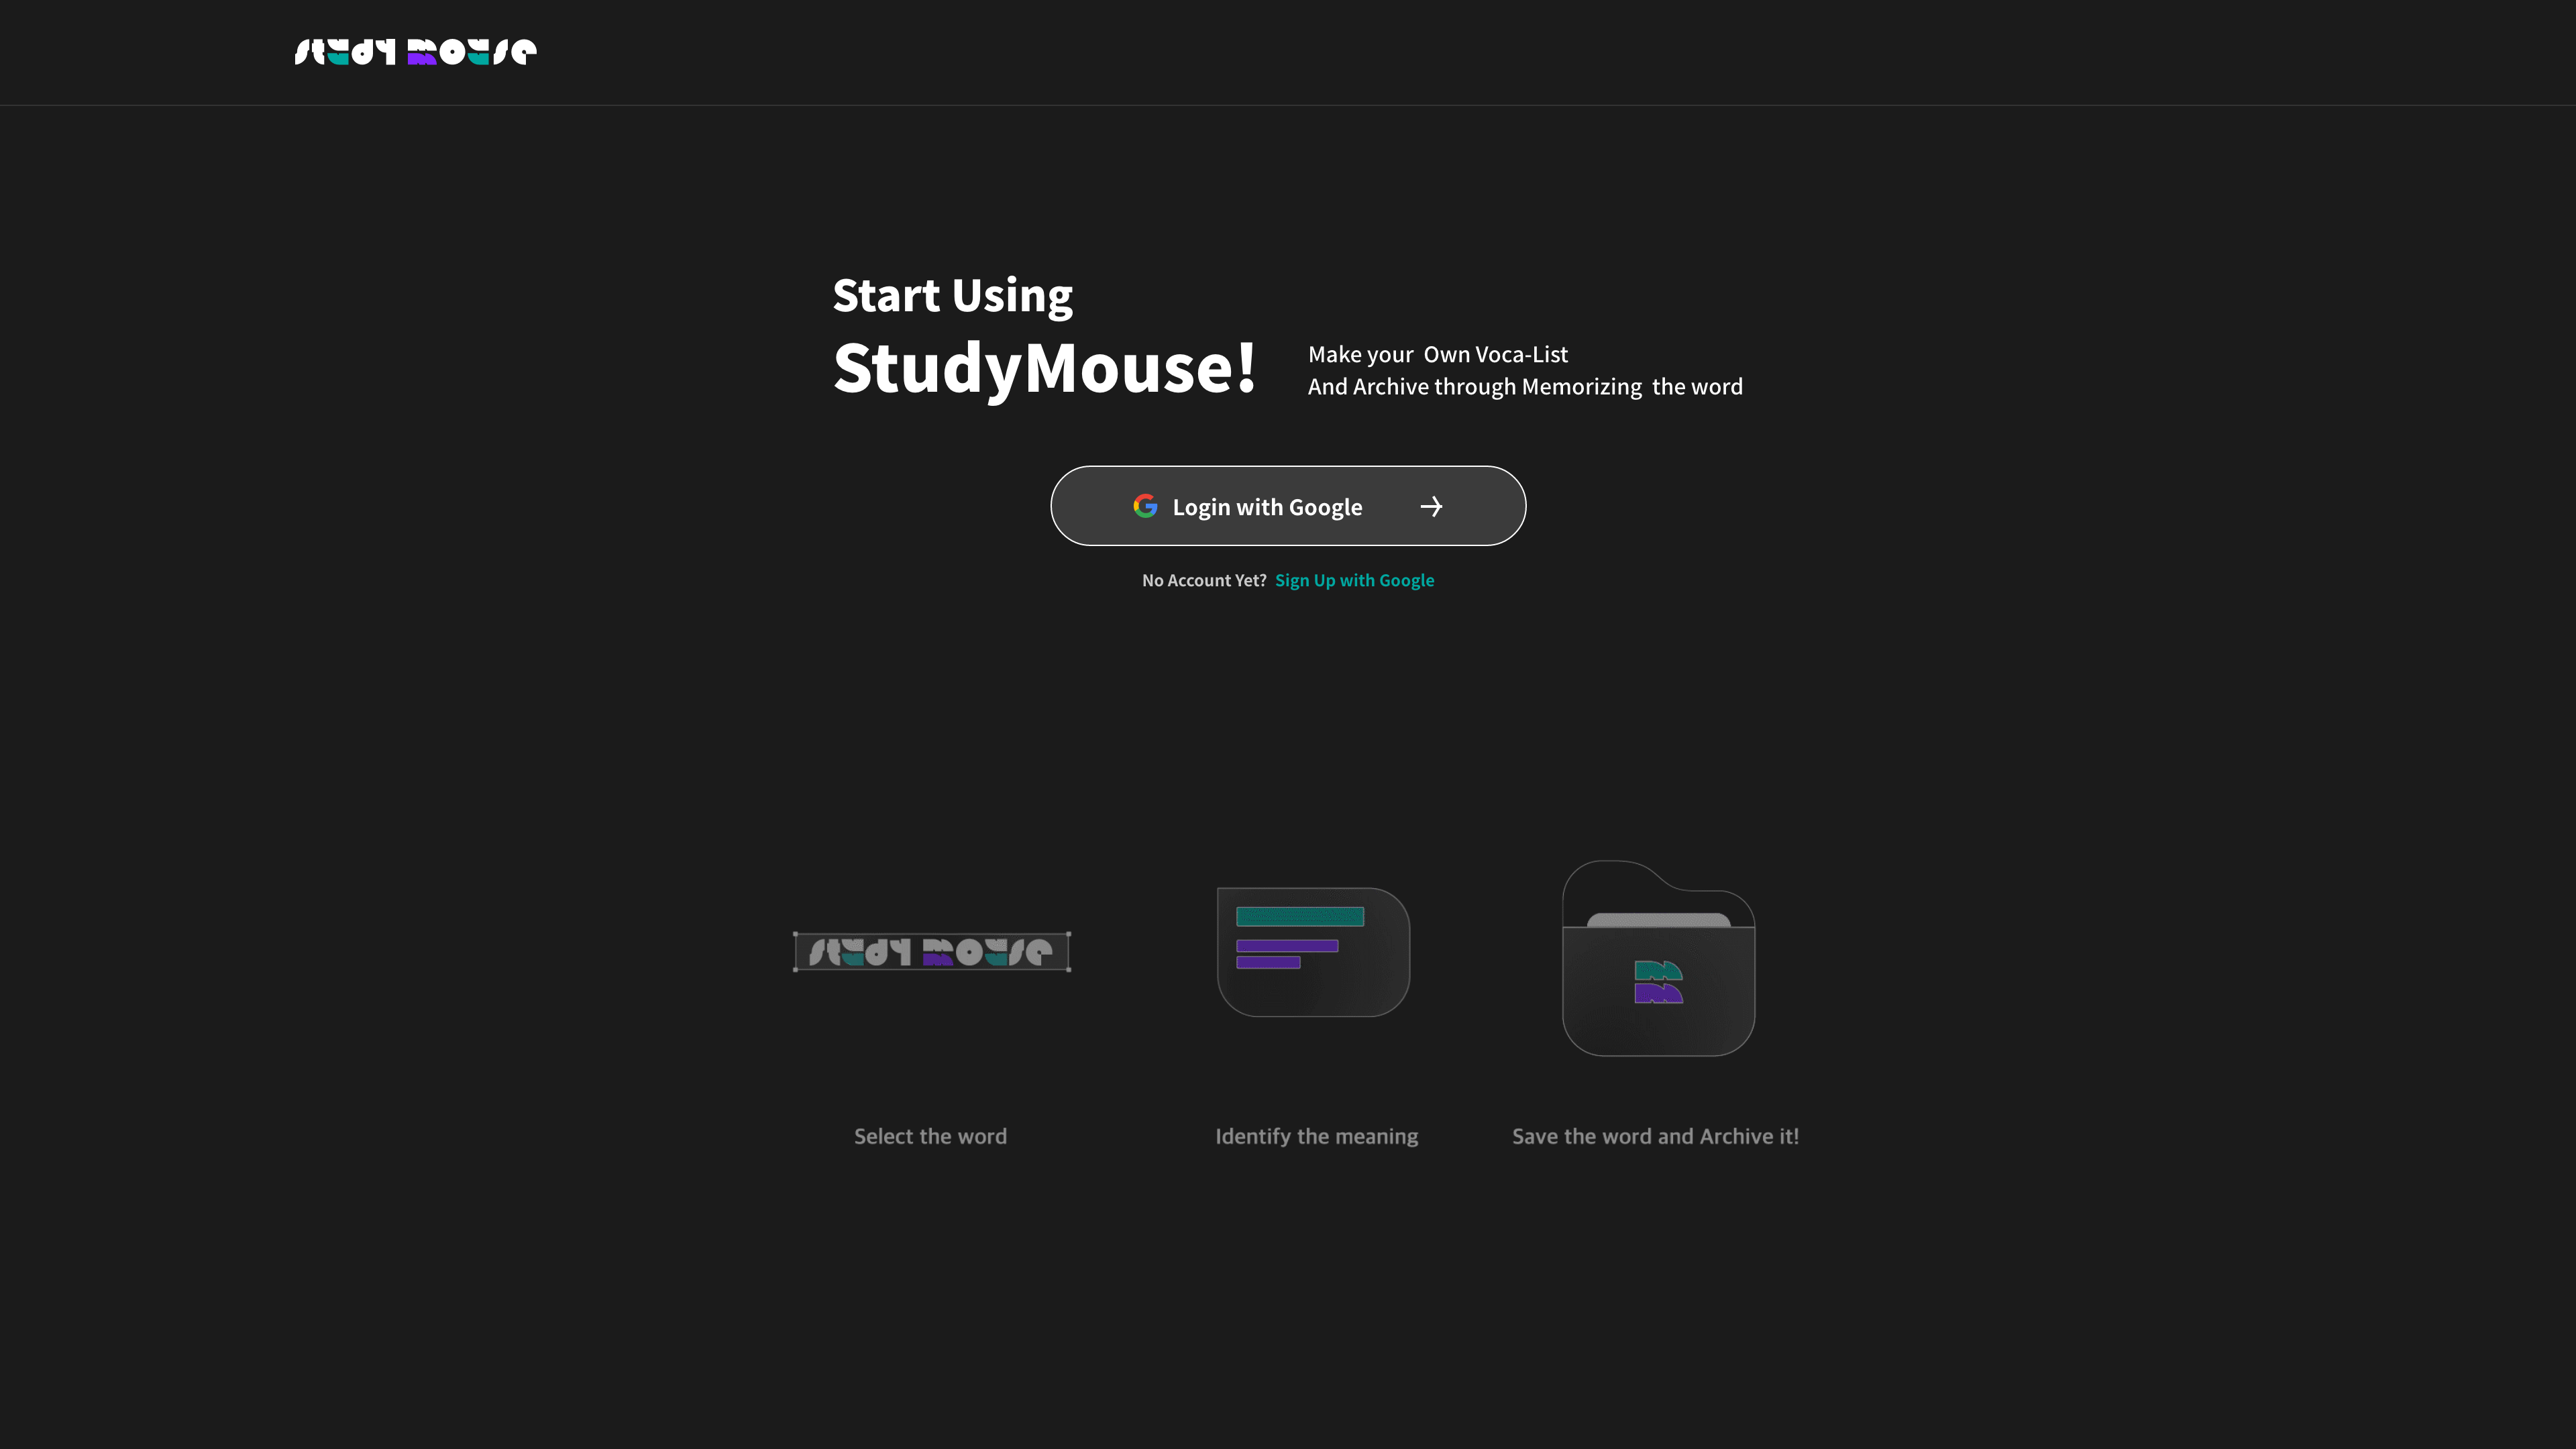 study mouse
Start Using
StudyMouse!
Make your Own Voca-List
And Archive through Memorizing the word
Login with Google
No Account Yet? Sign Up with Google
study mouse
Select the word
Identify the meaning
Save the word and Archive it!